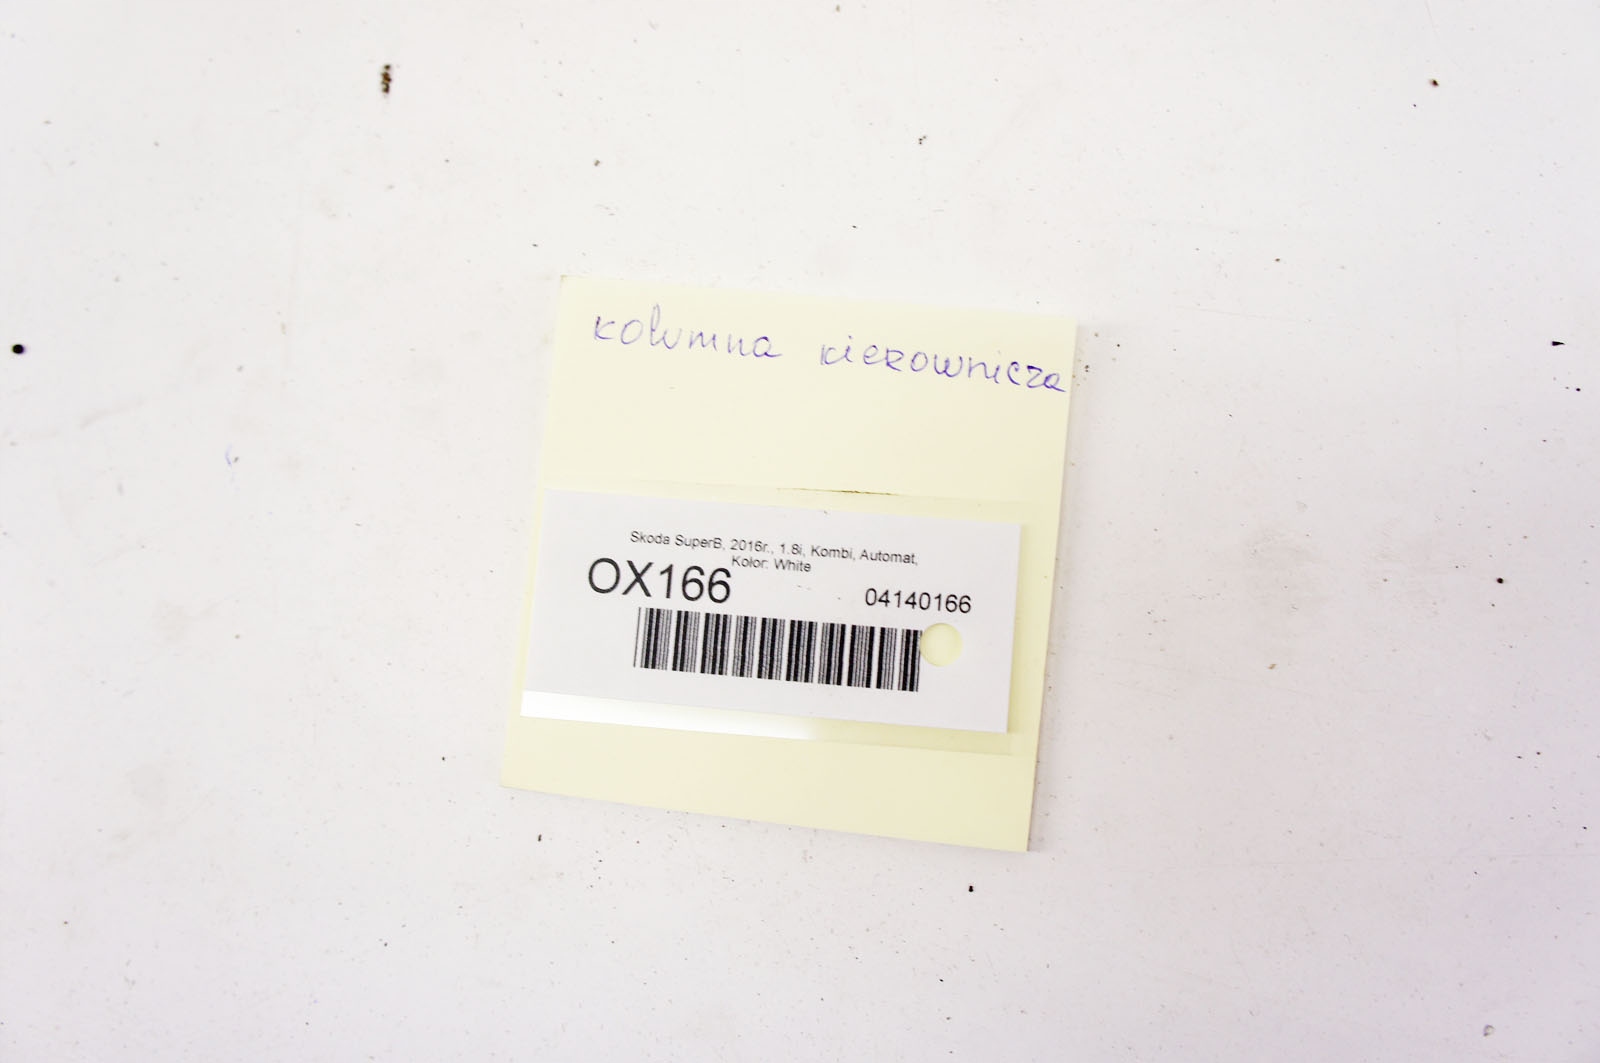 kolumna kierownicza
Skoda SuperB, 2016r., 1.8i, Kombi, Automat,
Kolor: White
OX166
04140166